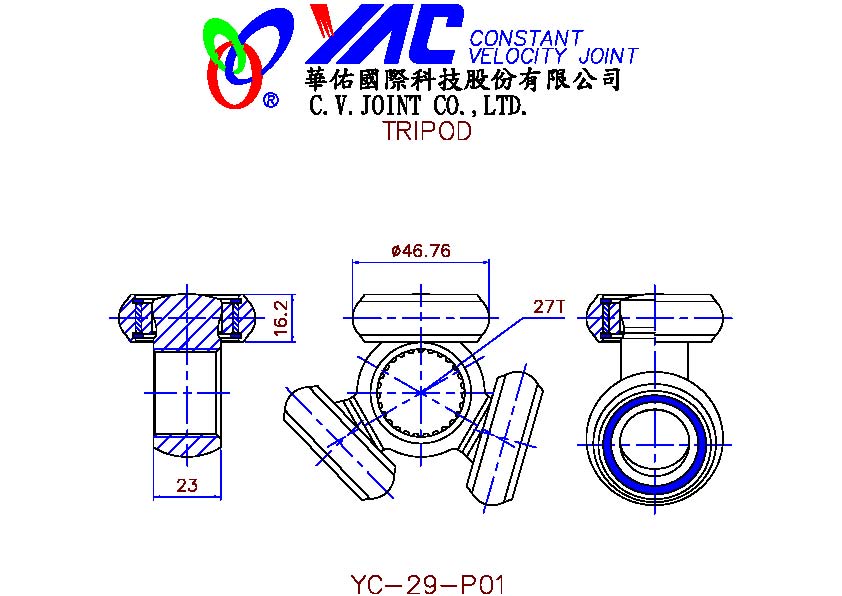 YAC CONSTANT
VELOCITY JOINT
®
華佑國際科技股份有限公司
C.V.JOINT CO.,LTD.
TRIPOD
ø46.76
27T
16.2
23
YC-29-P01